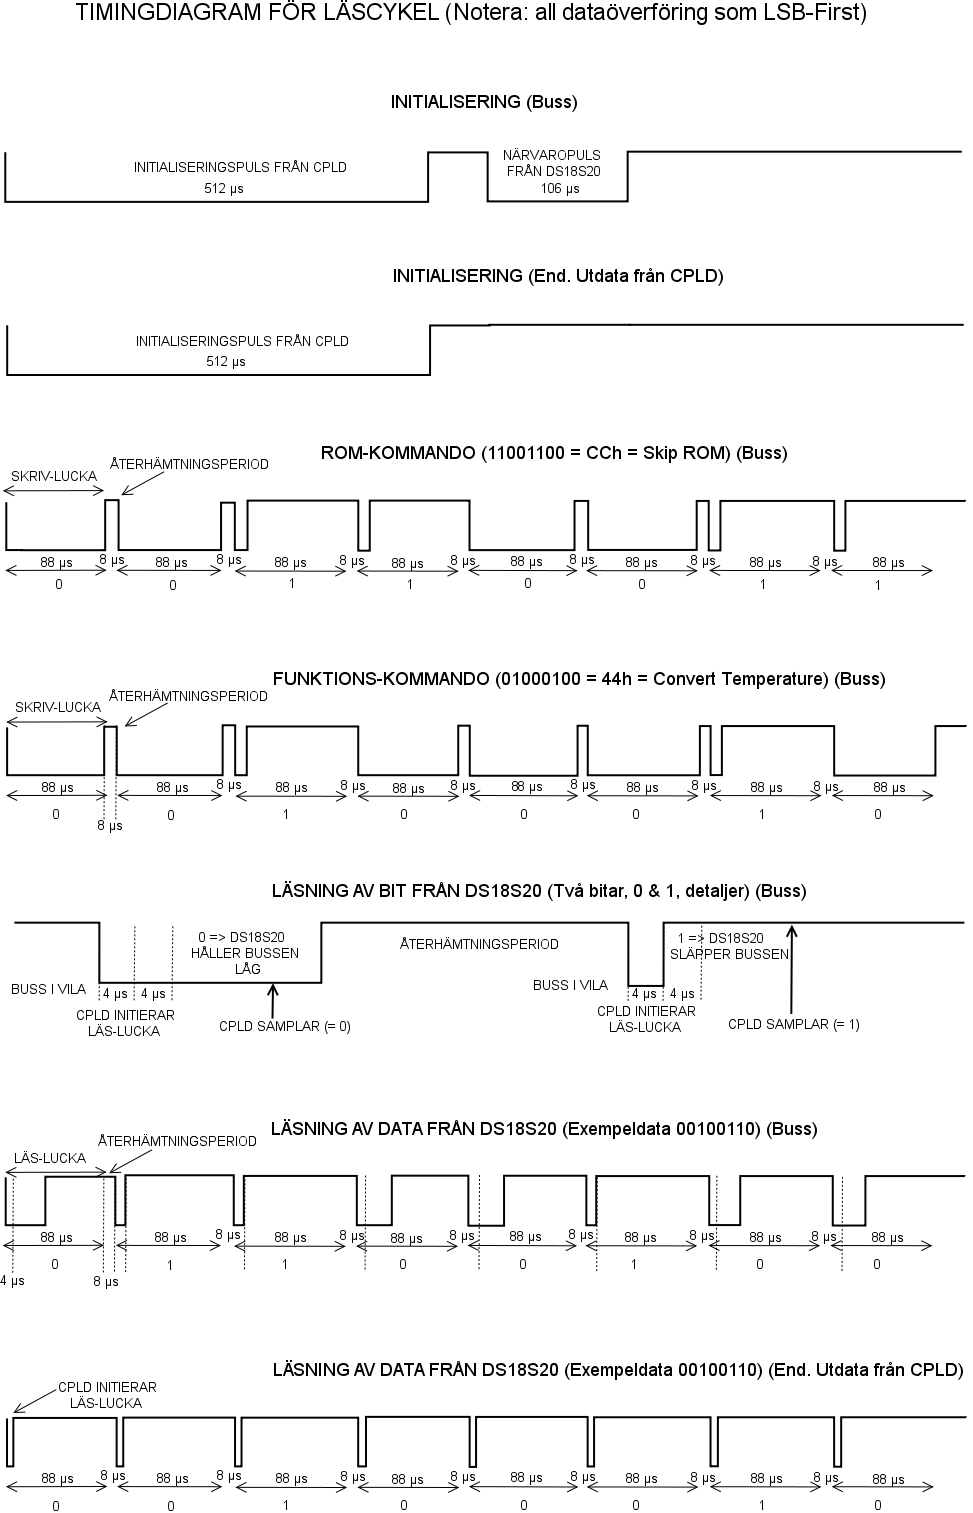 TIMINGDIAGRAM FÖR LÄSCYKEL (Notera: all dataöverföring som LSB-First)
INITIALISERING (Buss)
INITIALISERINGSPULS FRÅN CPLD
512 µs
NÄRVAROPULS
FRÅN DS18S20
106 µs
INITIALISERING (End. Utdata från CPLD)
INITIALISERINGSPULS FRÅN CPLD
512 µs
ROM-KOMMANDO (11001100 = CCh = Skip ROM) (Buss)
SKRIV-LUCKA
ÅTERHÄMTNINGSPERIOD
88 µs 8 µs 88 µs 8 µs 88 µs 8 µs 88 µs 8 µs 88 µs 8 µs 88 µs 8 µs 88 µs 8 µs 88 µs
0 0 1 1 0 0 1 1
FUNKTIONS-KOMMANDO (01000100 = 44h = Convert Temperature) (Buss)
SKRIV-LUCKA
ÅTERHÄMTNINGSPERIOD
88 µs 88 µs 8 µs 88 µs 8 µs 88 µs 8 µs 88 µs 8 µs 88 µs 8 µs 88 µs 8 µs 88 µs
0 0 1 0 0 0 1 0
8 µs
LÄSNING AV BIT FRÅN DS18S20 (Två bitar, 0 & 1, detaljer) (Buss)
BUSS I VILA
4 µs 4 µs
CPLD INITIERAR
LÄS-LUCKA
0 => DS18S20
HÅLLER BUSSEN
LÅG
CPLD SAMPLAR (= 0)
ÅTERHÄMTNINGSPERIOD
BUSS I VILA
4 µs 4 µs
CPLD INITIERAR
LÄS-LUCKA
1 => DS18S20
SLÄPPER BUSSEN
CPLD SAMPLAR (= 1)
LÄSNING AV DATA FRÅN DS18S20 (Exempeldata 00100110) (Buss)
LÄS-LUCKA
ÅTERHÄMTNINGSPERIOD
88 µs 88 µs 8 µs 88 µs 8 µs 88 µs 8 µs 88 µs 8 µs 88 µs 8 µs 88 µs 8 µs 88 µs
0 1 1 0 0 1 0 0
4 µs 8 µs
LÄSNING AV DATA FRÅN DS18S20 (Exempeldata 00100110) (End. Utdata från CPLD)
CPLD INITIERAR
LÄS-LUCKA
88 µs 8 µs 88 µs 8 µs 88 µs 8 µs 88 µs 8 µs 88 µs 8 µs 88 µs 8 µs 88 µs 8 µs 88 µs
0 0 1 0 0 0 1 0